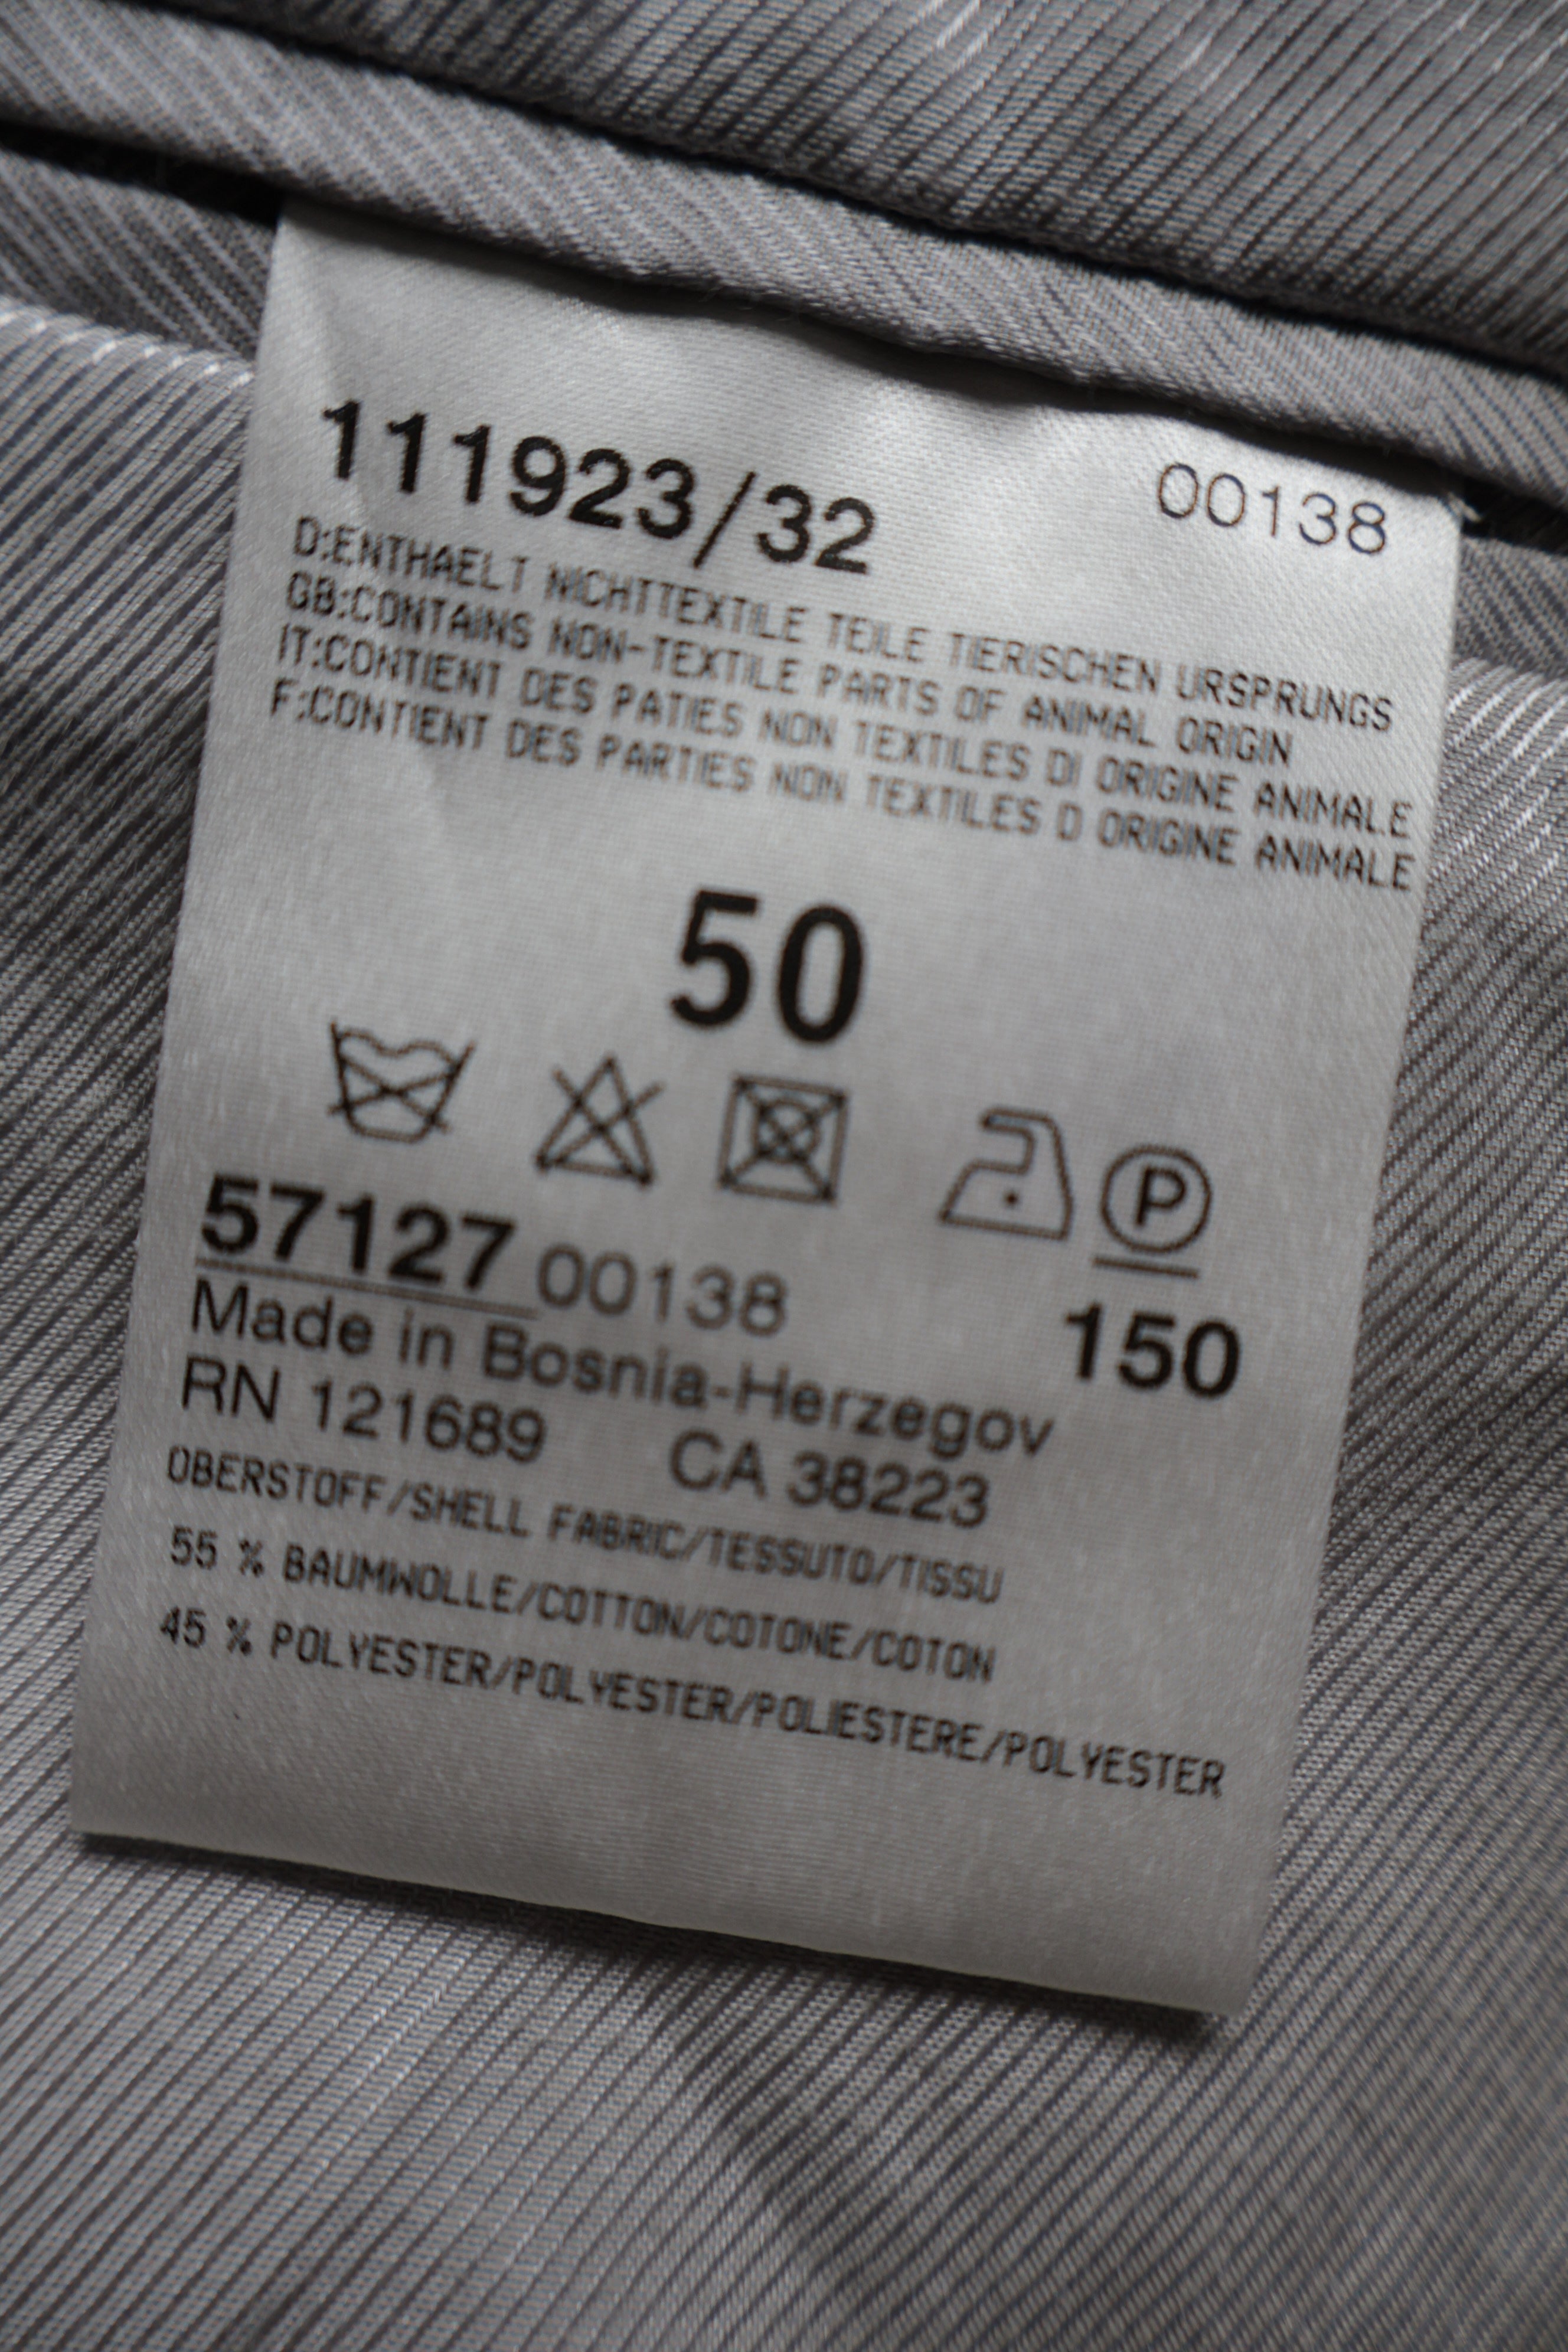 111923/32 00138
D:ENTHAELT NICHTTEXTILE TEILE TIERISCHEN URSPRUNGS
GB:CONTAINS NON-TEXTILE PARTS OF ANIMAL ORIGIN
IT:CONTIENT DES PATIES NON TEXTILES DI ORIGINE ANIMALE
F:CONTIENT DES PARTIES NON TEXTILES D ORIGINE ANIMALE
50
P
57127 00138
150
Made in Bosnia-Herzegov
RN 121689 CA 38223
OBERSTOFF/SHELL FABRIC/TESSUTO/TISSU
55 % BAUMWOLLE/COTTON/COTONE/COTON
45 % POLYESTER/POLYESTER/POLIESTERE/POLYESTER